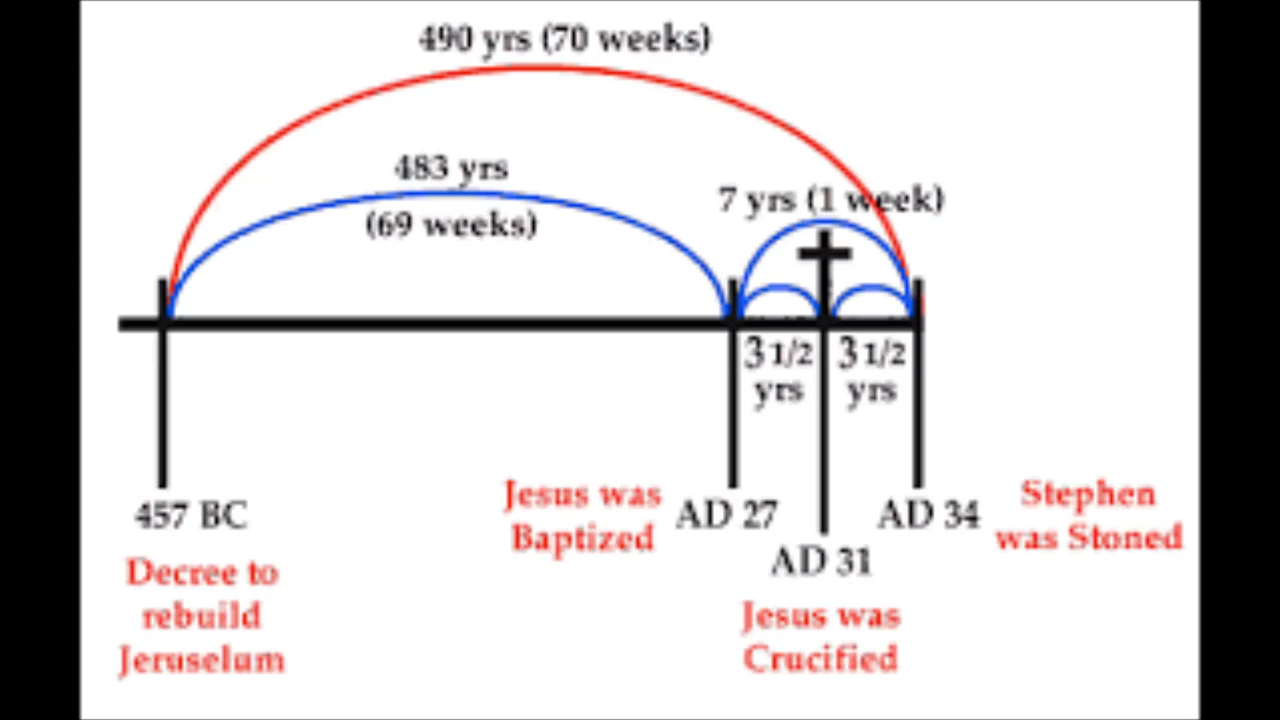 490 yrs (70 weeks)
483 yrs
(69 weeks)
7 yrs (1 week)
3 1/2
yrs
3 1/2
yrs
457 BC
Decree to
rebuild
Jeruselum
Jesus was
Baptized
AD 27
AD 31
Jesus was
Crucified
AD 34
Stephen
was Stoned